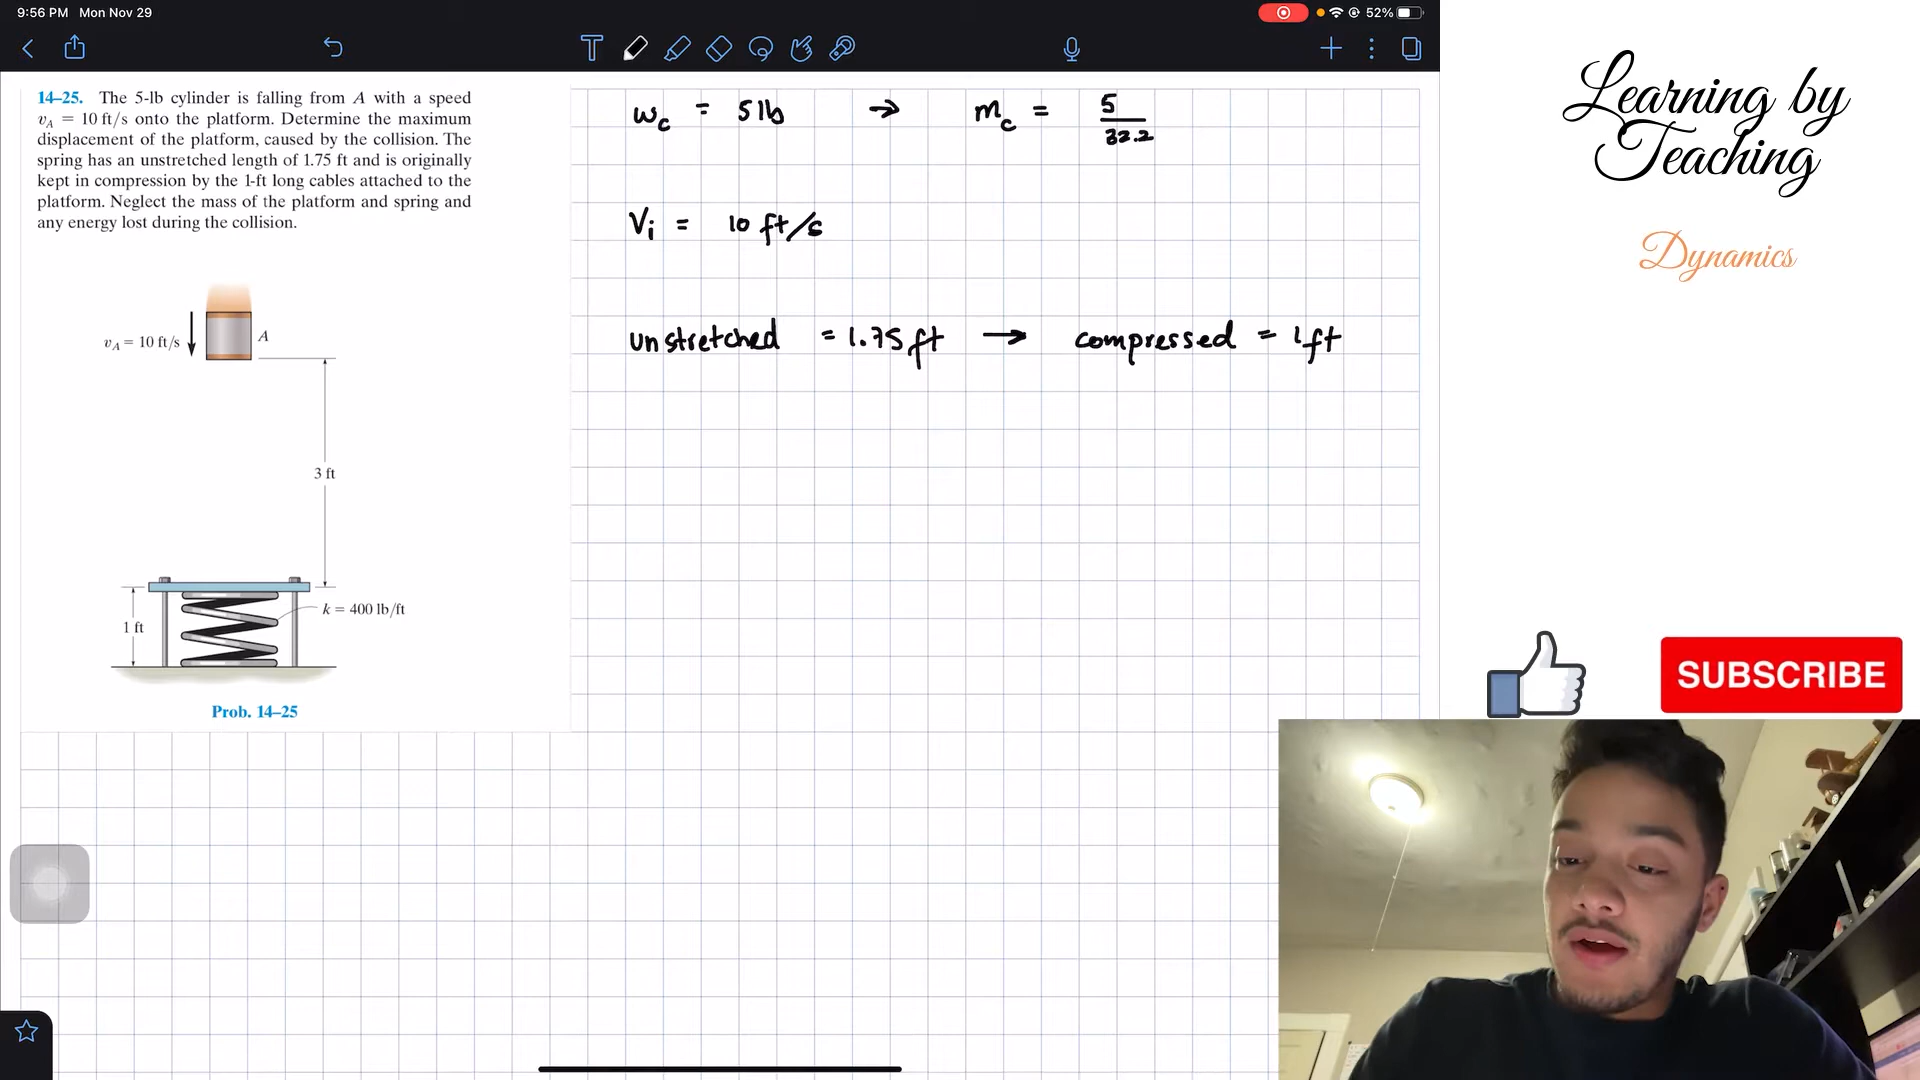 9:56 PM Mon Nov 29
52%
14–25. The 5-lb cylinder is falling from A with a speed
vA = 10 ft/s onto the platform. Determine the maximum
displacement of the platform, caused by the collision. The
spring has an unstretched length of 1.75 ft and is originally
kept in compression by the 1-ft long cables attached to the
platform. Neglect the mass of the platform and spring and
any energy lost during the collision.
vA = 10 ft/s
A
3 ft
k = 400 lb/ft
1 ft
Prob. 14–25
wc = 5 lb → mc = 5/32.2
Vi = 10 ft/s
unstretched = 1.75 ft → compressed = 1 ft
Learning by
Teaching
Dynamics
SUBSCRIBE